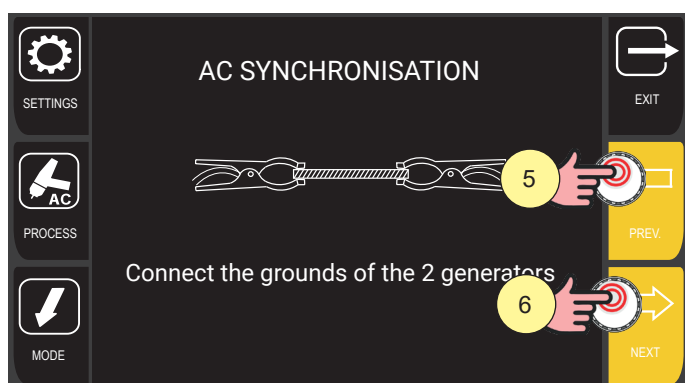 AC SYNCHRONISATION
SETTINGS
EXIT
AC
5
PROCESS
PREV.
Connect the grounds of the 2 generators
6
MODE
NEXT